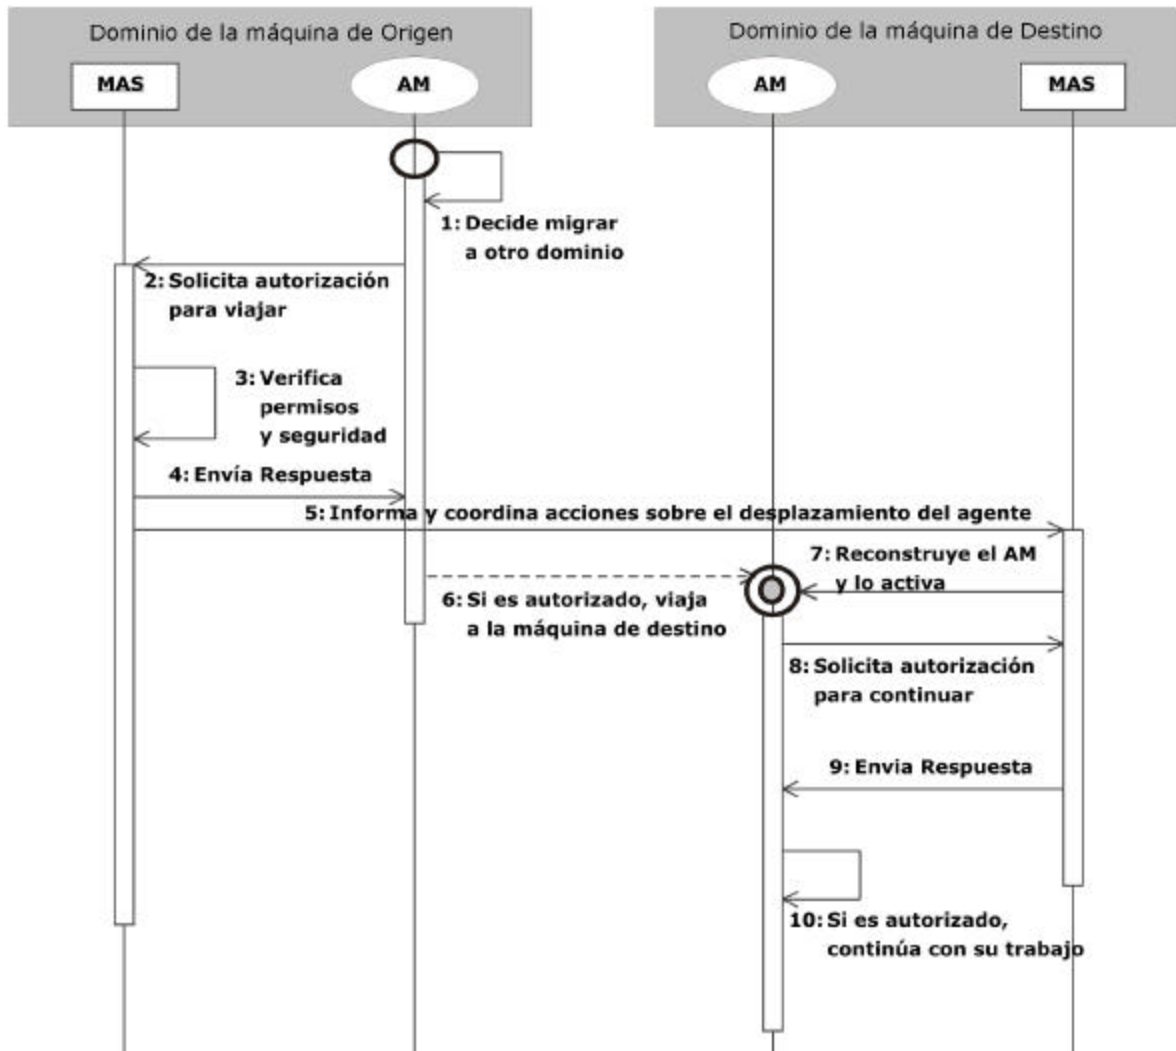 Dominio de la máquina de Origen
Dominio de la máquina de Destino
MAS
AM
AM
MAS
1: Decide migrar
a otro dominio
2: Solicita autorización
para viajar
3: Verifica
permisos
y seguridad
4: Envía Respuesta
5: Informa y coordina acciones sobre el desplazamiento del agente
7: Reconstruye el AM
y lo activa
6: Si es autorizado, viaja
a la máquina de destino
8: Solicita autorización
para continuar
9: Envia Respuesta
10: Si es autorizado,
continúa con su trabajo